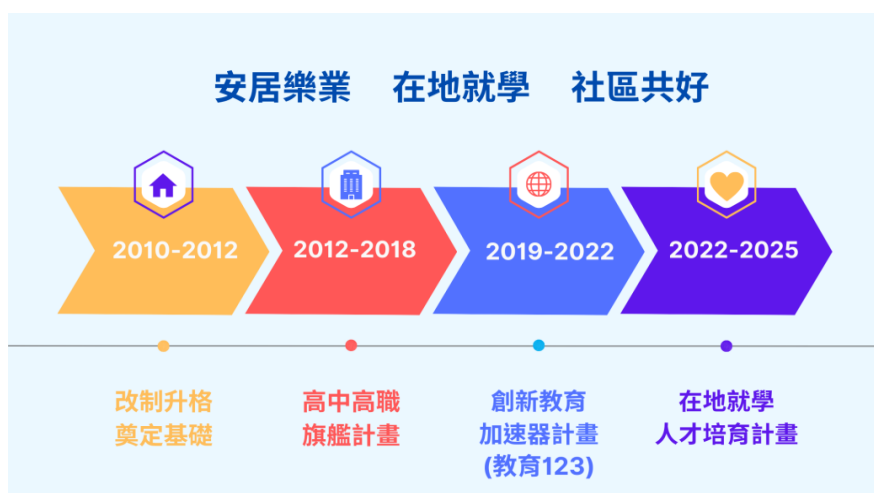 安居樂業 在地就學 社區共好
2010-2012
2012-2018
2019-2022
2022-2025
改制升格
奠定基礎
高中高職
旗艦計畫
創新教育
加速器計畫
(教育123)
在地就學
人才培育計畫